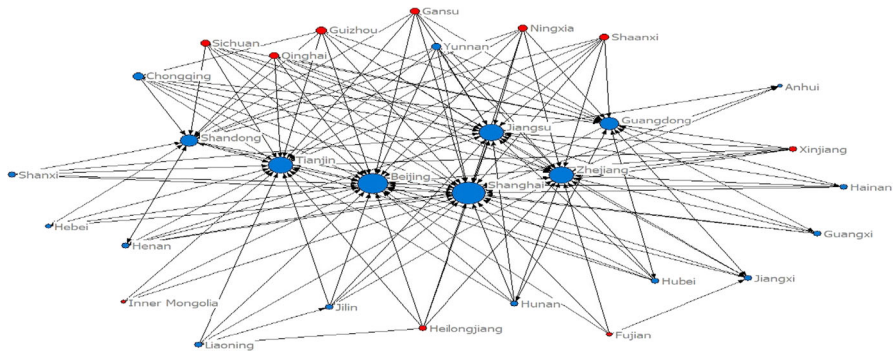 Gansu
Guizhou
Ningxia
Sichuan
Yunnan
Shaanxi
Qinghai
Chongqing
Anhui
Guangdong
Jiangsu
Shandong
Xinjiang
Tianjin
Zhejiang
Shanxi
Beijing
Shanghai
Hainan
Hebei
Guangxi
Henan
Jiangxi
Hubei
Inner Mongolia
Hunan
Jilin
Heilongjiang
Fujian
Liaoning